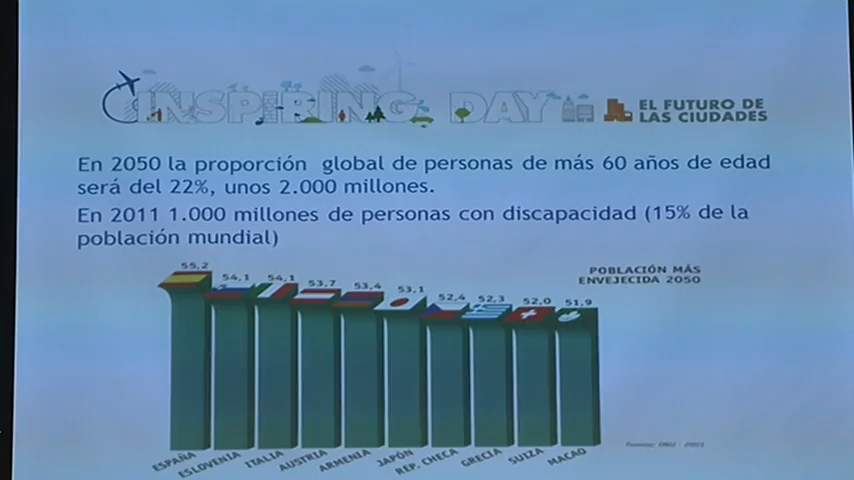 INSPIRING DAY
EL FUTURO DE
LAS CIUDADES
En 2050 la proporción global de personas de más 60 años de edad
será del 22%, unos 2.000 millones.
En 2011 1.000 millones de personas con discapacidad (15% de la
población mundial)
POBLACIÓN MÁS
ENVEJECIDA 2050
55,2
54,1
54,1
53,7
53,4
53,1
52,4
52,3
52,0
51,9
ESPAÑA
ESLOVENIA
ITALIA
AUSTRIA
ARMENIA
JAPÓN
REP. CHECA
GRECIA
SUIZA
MACAO